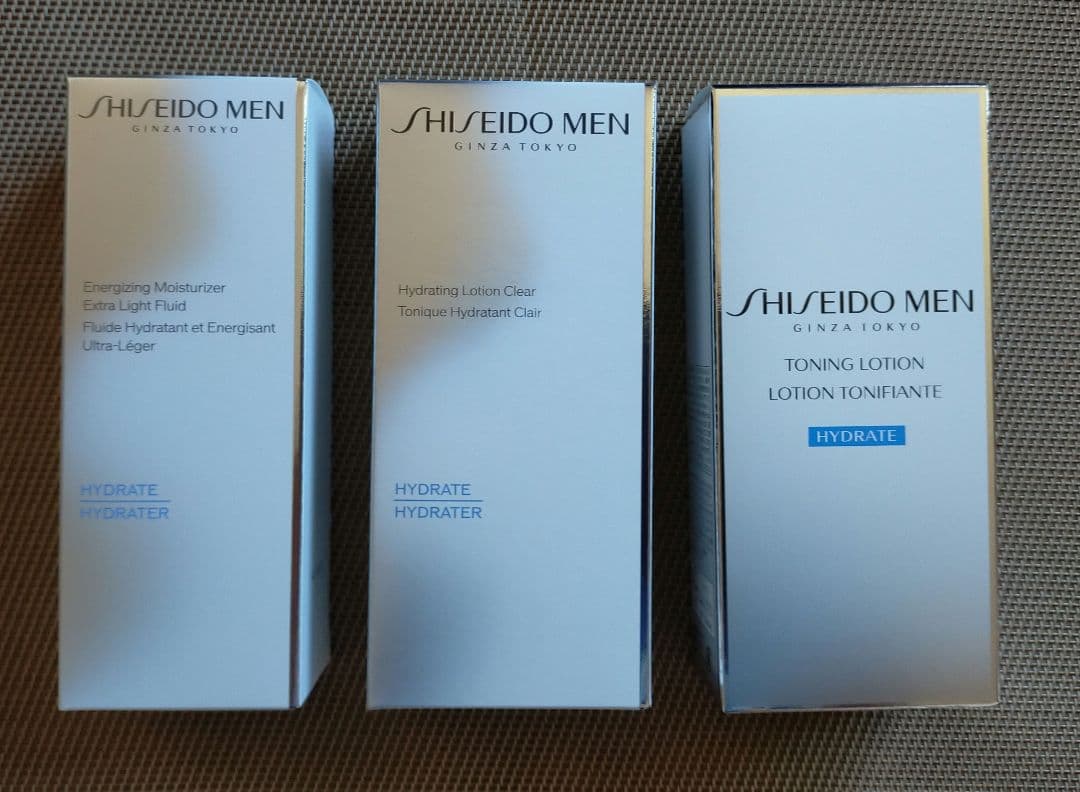 SHISEIDO MEN
GINZA TOKYO
Energizing Moisturizer
Extra Light Fluid
Fluide Hydratant et Energisant
Ultra-Léger
HYDRATE
HYDRATER
SHISEIDO MEN
GINZA TOKYO
Hydrating Lotion Clear
Tonique Hydratant Clair
HYDRATE
HYDRATER
SHISEIDO MEN
GINZA TOKYO
TONING LOTION
LOTION TONIFIANTE
HYDRATE